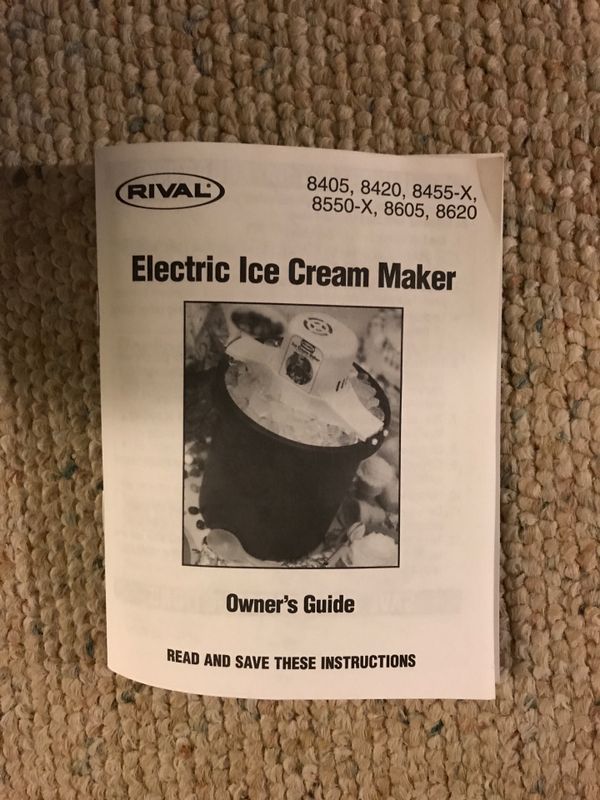 RIVAL®
8405, 8420, 8455-X,
8550-X, 8605, 8620
Electric Ice Cream Maker
Owner's Guide
READ AND SAVE THESE INSTRUCTIONS